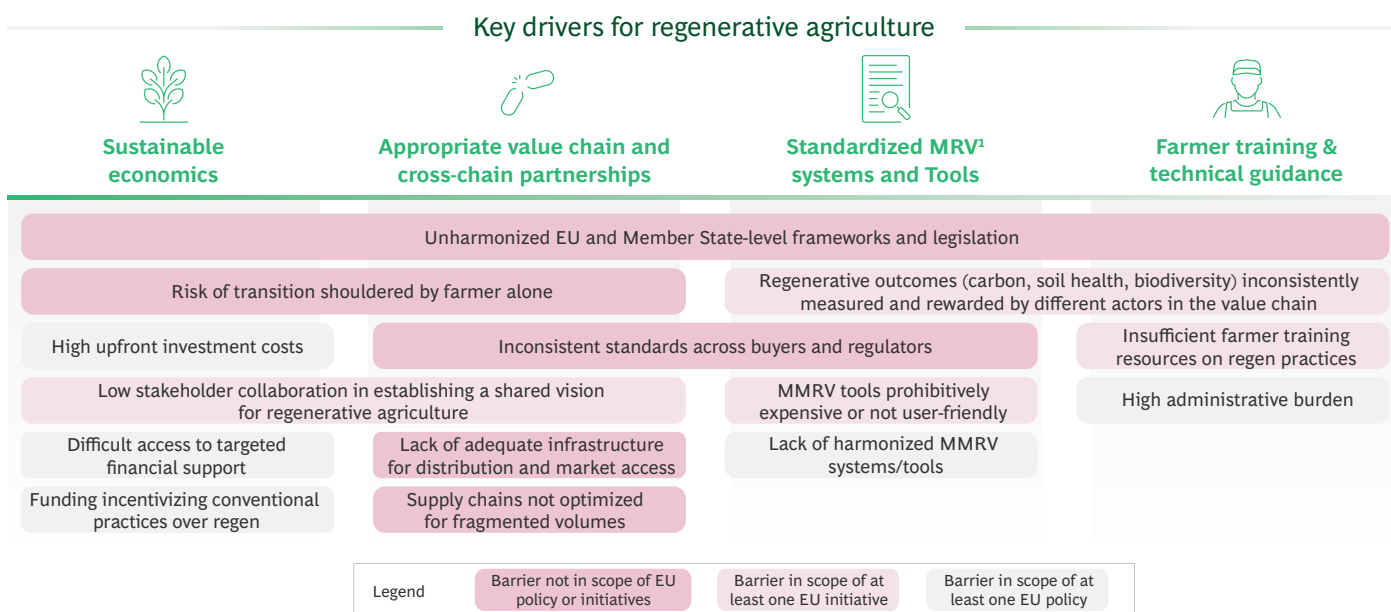 Key drivers for regenerative agriculture
Sustainable
economics
Appropriate value chain and
cross-chain partnerships
Standardized MRV¹
systems and Tools
Farmer training &
technical guidance
Unharmonized EU and Member State-level frameworks and legislation
Risk of transition shouldered by farmer alone
Regenerative outcomes (carbon, soil health, biodiversity) inconsistently
measured and rewarded by different actors in the value chain
High upfront investment costs
Inconsistent standards across buyers and regulators
Insufficient farmer training
resources on regen practices
Low stakeholder collaboration in establishing a shared vision
for regenerative agriculture
MMRV tools prohibitively
expensive or not user-friendly
High administrative burden
Difficult access to targeted
financial support
Lack of adequate infrastructure
for distribution and market access
Lack of harmonized MMRV
systems/tools
Funding incentivizing conventional
practices over regen
Supply chains not optimized
for fragmented volumes
Legend
Barrier not in scope of EU
policy or initiatives
Barrier in scope of at
least one EU initiative
Barrier in scope of at
least one EU policy